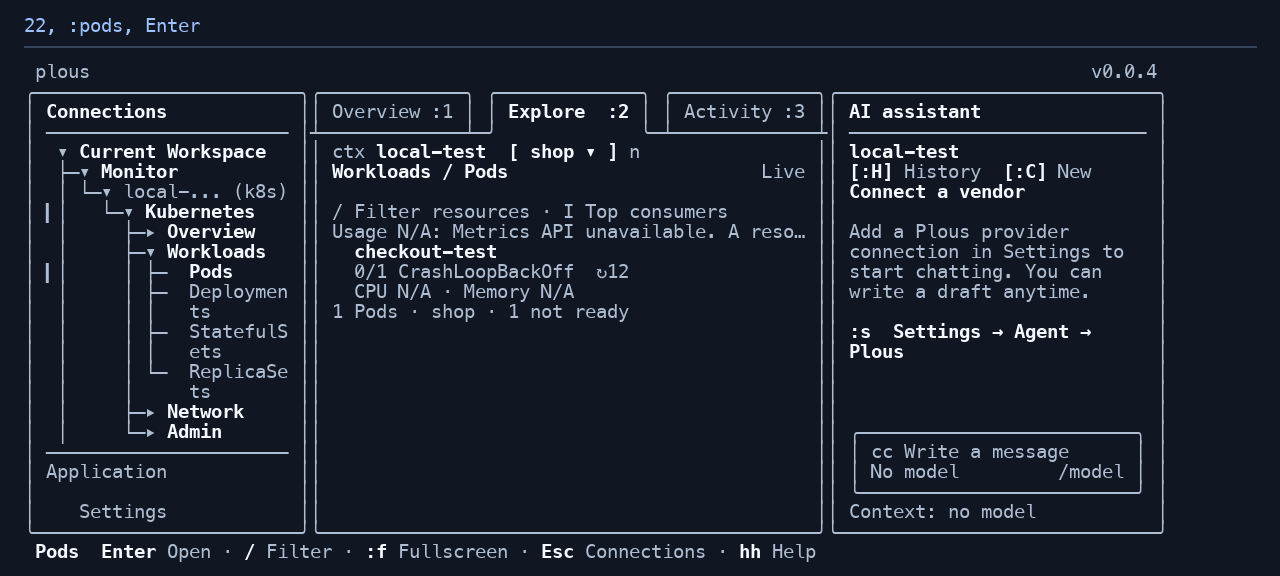 22, :pods, Enter
plous v0.0.4
Connections
▾ Current Workspace
▾ Monitor
▾ local-... (k8s)
▾ Kubernetes
▸ Overview
▾ Workloads
Pods
Deploymen
ts
StatefulS
ets
ReplicaSe
ts
▸ Network
▸ Admin
Application
Settings
Overview :1 Explore :2 Activity :3
ctx local-test [ shop ▾ ] n
Workloads / Pods Live
/ Filter resources · I Top consumers
Usage N/A: Metrics API unavailable. A reso…
checkout-test
0/1 CrashLoopBackOff ↻12
CPU N/A · Memory N/A
1 Pods · shop · 1 not ready
AI assistant
local-test
[:H] History [:C] New
Connect a vendor
Add a Plous provider
connection in Settings to
start chatting. You can
write a draft anytime.
:s Settings → Agent →
Plous
cc Write a message
No model /model
Context: no model
Pods Enter Open · / Filter · :f Fullscreen · Esc Connections · hh Help